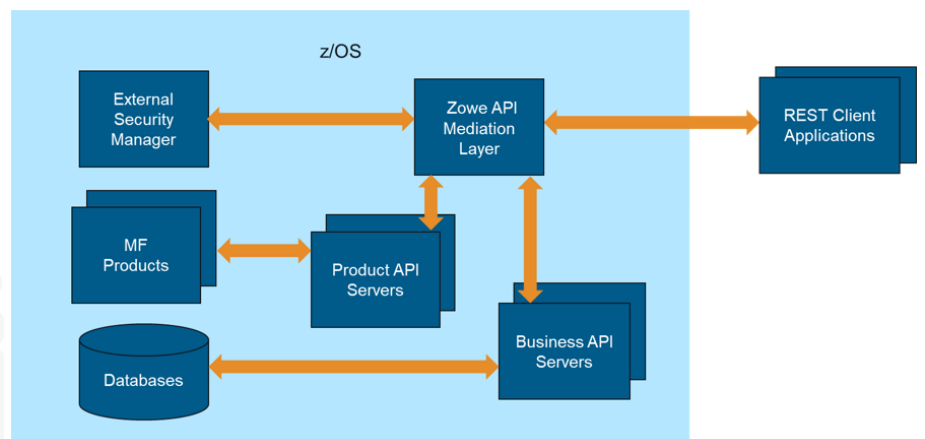 z/OS
External
Security
Manager
Zowe API
Mediation
Layer
REST Client
Applications
MF
Products
Product API
Servers
Business API
Servers
Databases